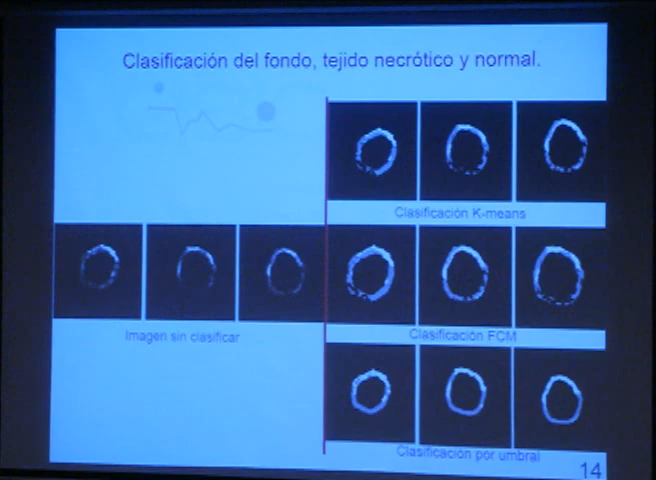 Clasificación del fondo, tejido necrótico y normal.
Clasificación K-means
Imagen sin clasificar
Clasificación FCM
Clasificación por umbral
14